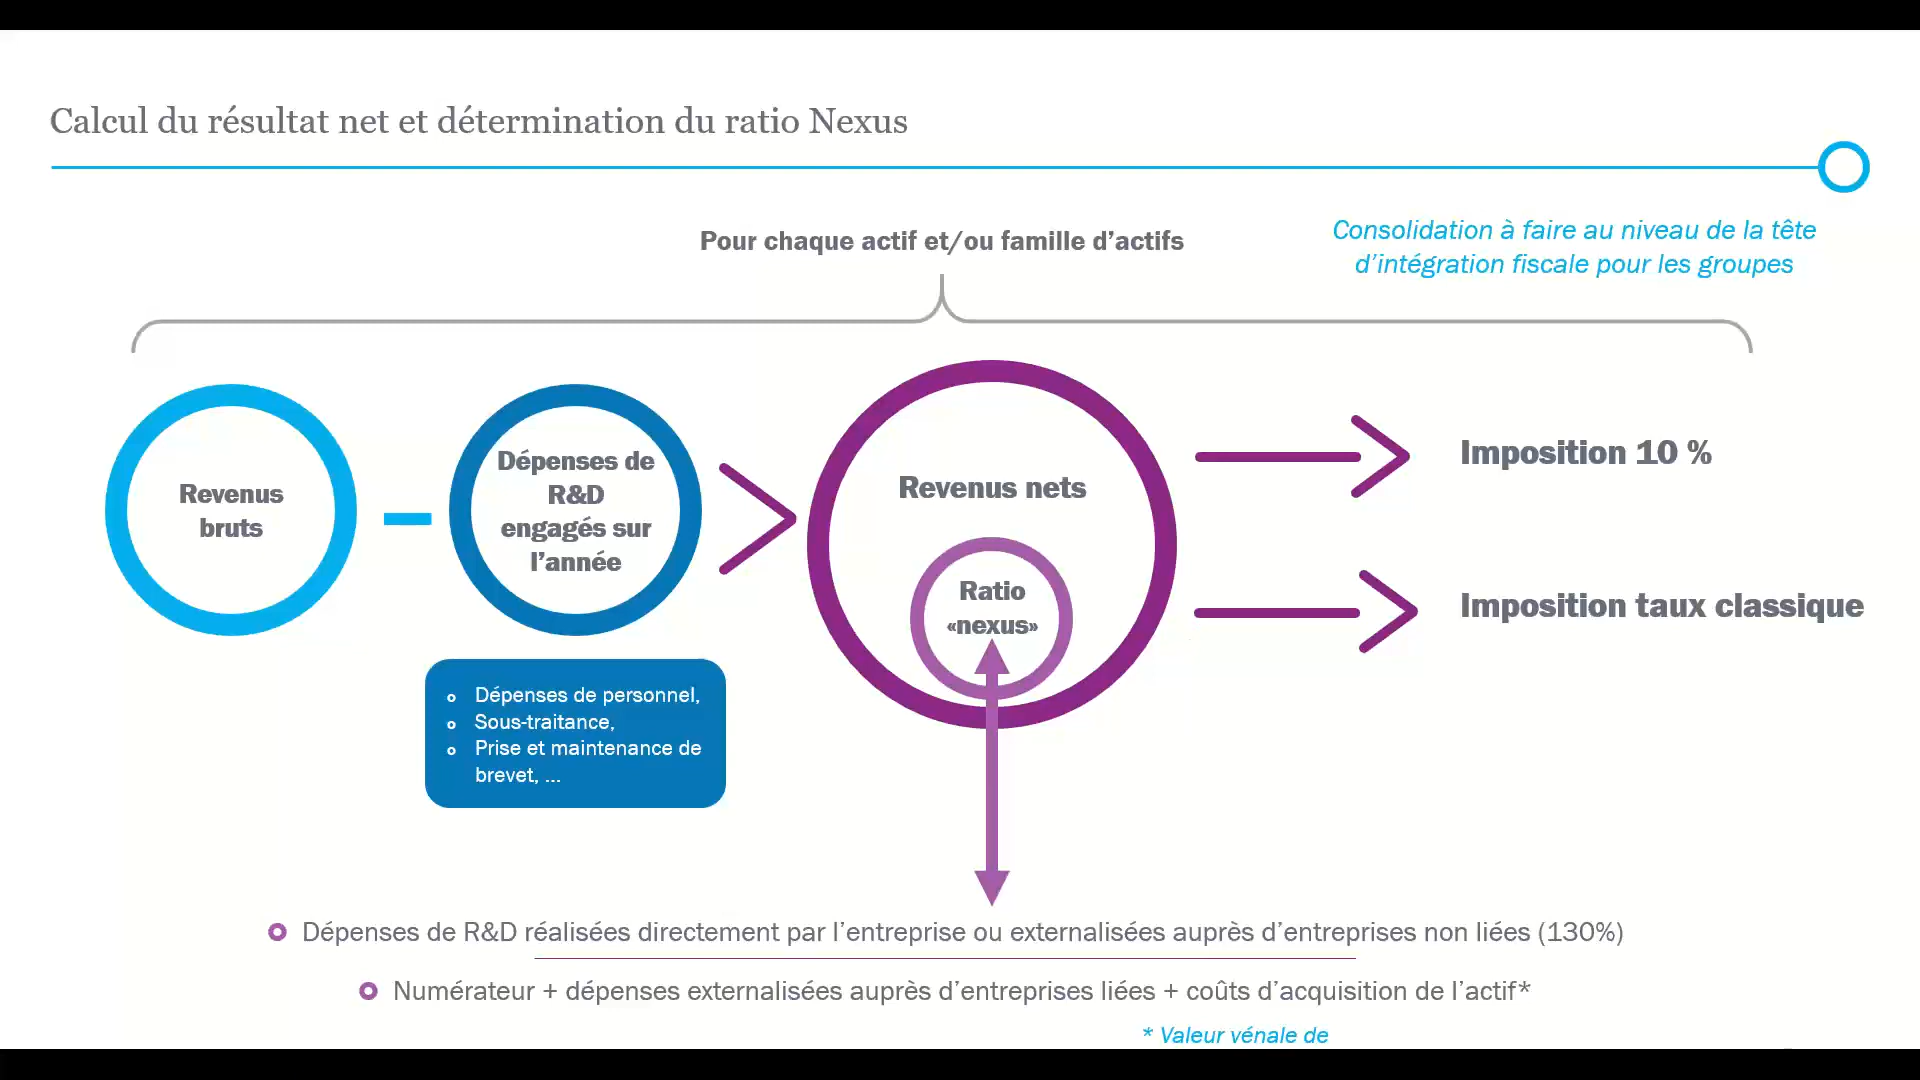 Calcul du résultat net et détermination du ratio Nexus
Pour chaque actif et/ou famille d’actifs
Consolidation à faire au niveau de la tête
d’intégration fiscale pour les groupes
Revenus
bruts
Dépenses de
R&D
engagés sur
l’année
Revenus nets
Ratio
«nexus»
Imposition 10 %
Imposition taux classique
Dépenses de personnel,
Sous-traitance,
Prise et maintenance de
brevet, ...
Dépenses de R&D réalisées directement par l’entreprise ou externalisées auprès d’entreprises non liées (130%)
Numérateur + dépenses externalisées auprès d’entreprises liées + coûts d’acquisition de l’actif*
* Valeur vénale de